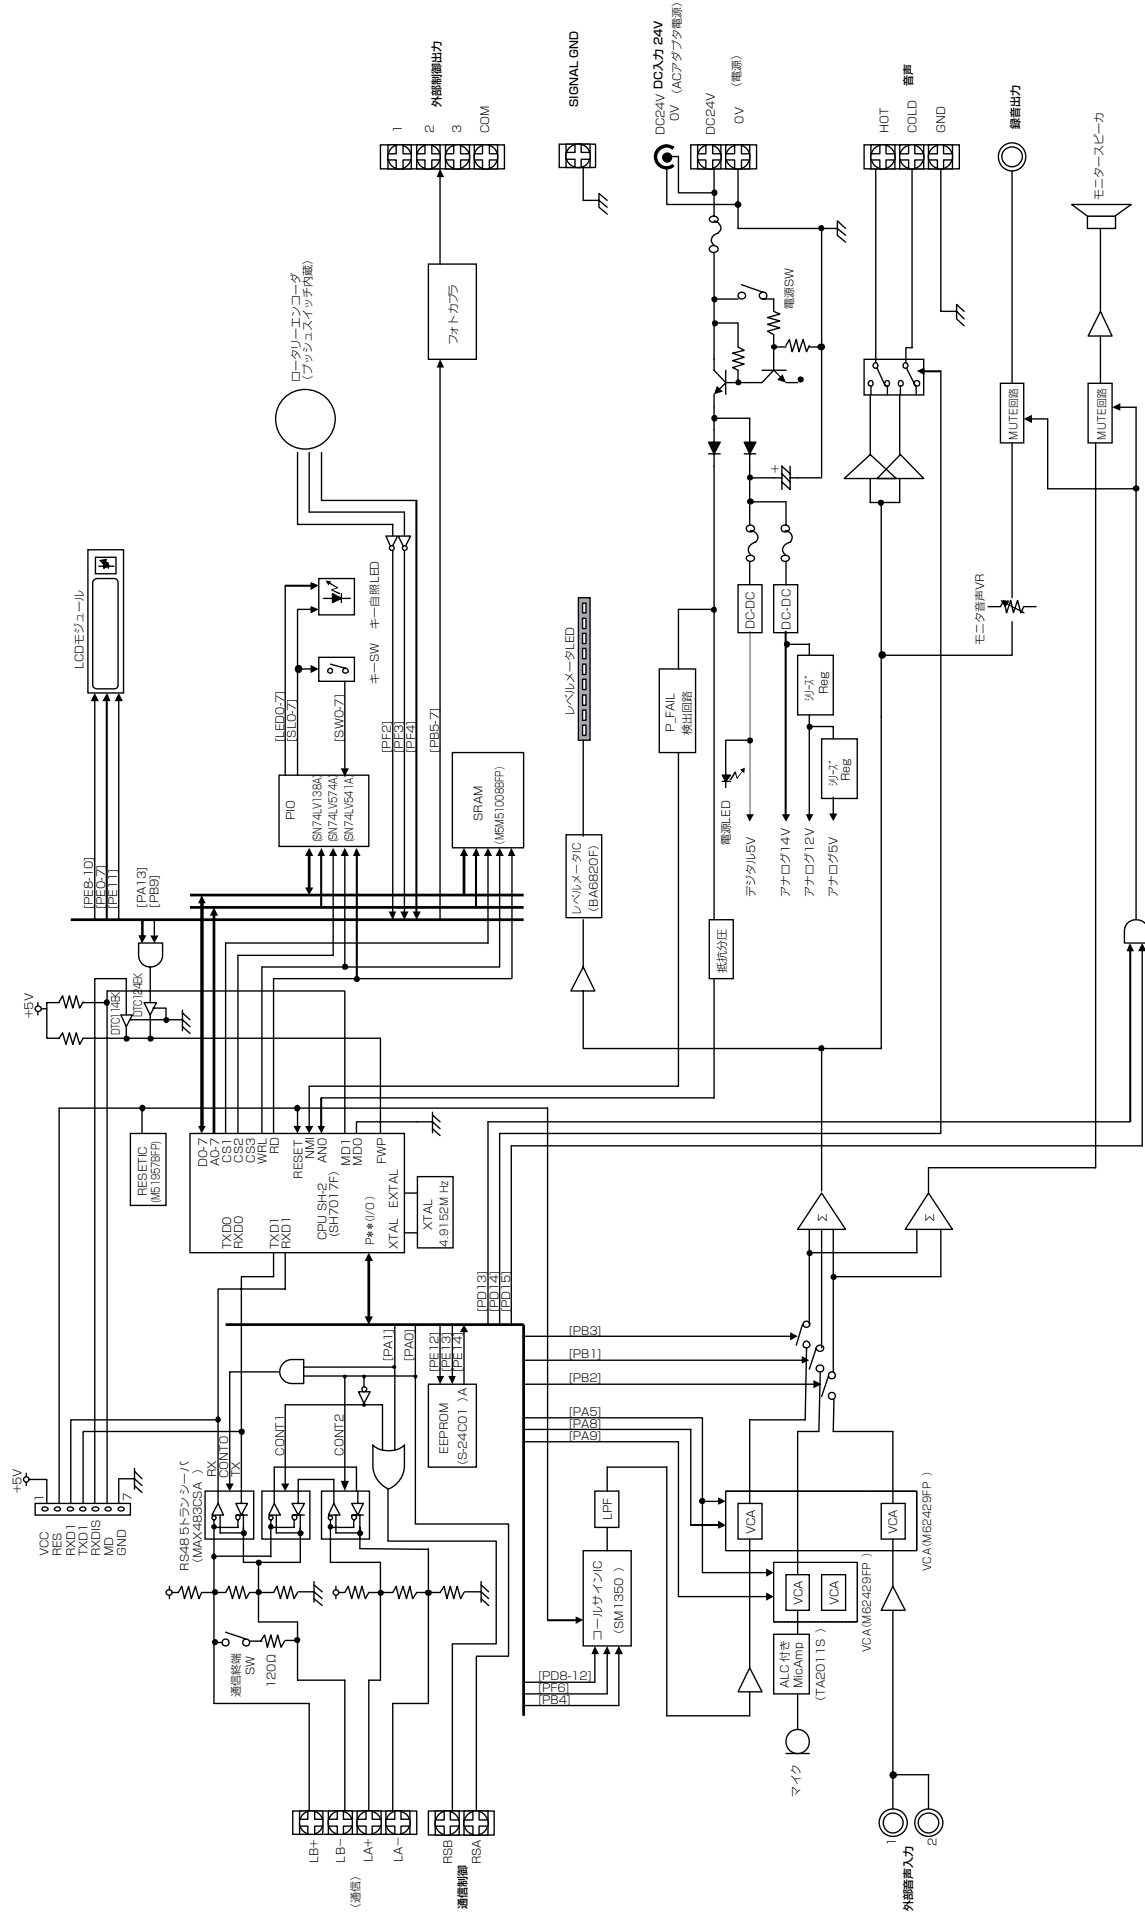 +5V
1
7
VCC
RES
RXD1
TXD1
RXDIS
MD
GND
RESETIC
(M51957BFP)
+5V
DTC114EK
DTC124EK
[PA13]
[PB9]
[PE8-10]
[PE0-7]
[PE11]
LCDモジュール
RX
CONT0
TX
RS485トランシーバ
(MAX483CSA )
CONT1
CONT2
TXD0
RXD0
TXD1
RXD1
CPU SH-2
(SH7017F)
P**(I/O)
XTAL
EXTAL
XTAL
4.9152M Hz
D0-7
A0-7
CS1
CS2
CS3
WRL
RD
RESET
NMI
AN0
MD1
MD0
FWP
PIO
(SN74LV138A)
(SN74LV574A)
(SN74LV541A)
[LED0-7]
[SL0-7]
[SW0-7]
キーSW
キー自照LED
ロータリーエンコーダ
(プッシュスイッチ内蔵)
[PF2]
[PF3]
[PF4]
[PB5-7]
フォトカプラ
1
2
3
COM
外部制御出力
SRAM
(M5M51008BFP)
SIGNAL GND
通信終端
SW
120Ω
LB+
LB−
LA+
LA−
(通信)
RSB
RSA
通信制御
[PA1]
[PA0]
[PE12]
[PE13]
[PE14]
EEPROM
(S-24C01 )A
[PD13]
[PD14]
[PD15]
[PB3]
[PB1]
[PB2]
[PA5]
[PA8]
[PA9]
[PD8-12]
[PF6]
[PB4]
コールサインIC
(SM1350 )
LPF
レベルメータIC
(BA6820F)
レベルメータLED
P_FAIL
検出回路
抵抗分圧
電源LED
デジタル5V
アナログ14V
アナログ12V
アナログ5V
DC-DC
DC-DC
シリーズ
Reg
シリーズ
Reg
+
電源SW
DC24V
0V
DC入力 24V
(ACアダプタ電源)
DC24V
0V
(電源)
HOT
COLD
GND
音声
録音出力
MUTE回路
MUTE回路
モニタースピーカ
モニタ音声VR
Σ
Σ
VCA
VCA
VCA(M62429FP )
VCA
VCA
VCA(M62429FP )
ALC付き
MicAmp
(TA2011S )
マイク
1
2
外部音声入力